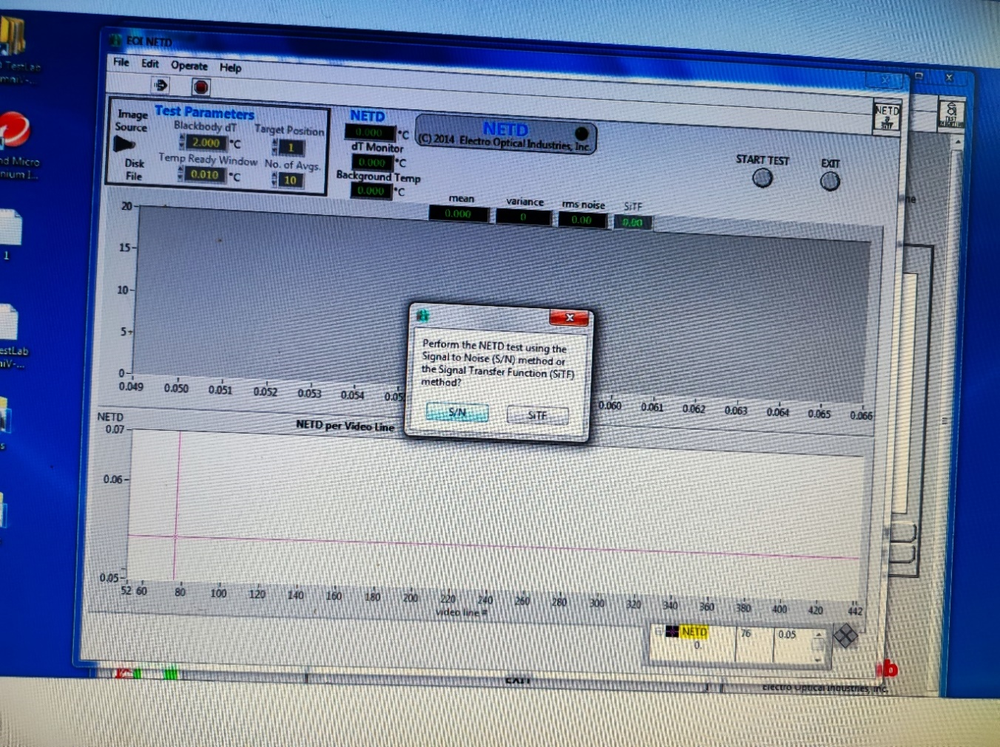 EOI NETD
File Edit Operate Help
Test Parameters
Image
Source
Disk
File
Blackbody dT
2.000 °C
Target Position
1
Temp Ready Window
0.010 °C
No. of Avgs.
10
NETD
0.000 °C
dT Monitor
0.000 °C
Background Temp
0.000 °C
NETD
(C) 2014 Electro Optical Industries, Inc.
START TEST
EXIT
NETD
mean
0.000
variance
0
rms noise
0.00
SiTF
0.00
20
15
10
5
0
0.049 0.050 0.051 0.052 0.053 0.054 0.060 0.061 0.062 0.063 0.064 0.065 0.066
Perform the NETD test using the
Signal to Noise (S/N) method or
the Signal Transfer Function (SiTF)
method?
S/N
SiTF
NETD per Video Line
NETD
0.07
0.06
0.05
52 60 80 100 120 140 160 180 200 220 240 260 280 300 320 340 360 380 400 420 442
video line #
NETD 76 0.05
0.
EXIT
Electro Optical Industries, Inc.
1